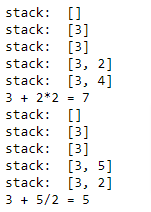 stack:  []
stack:  [3]
stack:  [3]
stack:  [3, 2]
stack:  [3, 4]
3 + 2*2 = 7
stack:  []
stack:  [3]
stack:  [3]
stack:  [3, 5]
stack:  [3, 2]
3 + 5/2 = 5